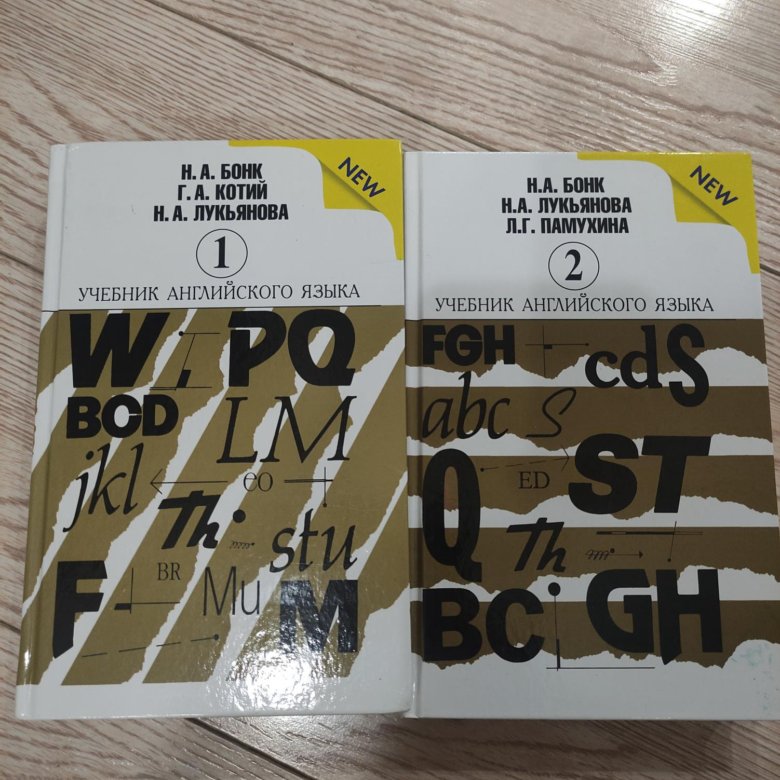 Н. А. БОНК
Г. А. КОТИЙ
Н. А. ЛУКЬЯНОВА
NEW
1
УЧЕБНИК АНГЛИЙСКОГО ЯЗЫКА
W PQ
BCD
LM
jkl
eo
Th
stu
BR
F
Mu
M
Н.А. БОНК
Н.А. ЛУКЬЯНОВА
Л.Г. ПАМУХИНА
NEW
2
УЧЕБНИК АНГЛИЙСКОГО ЯЗЫКА
FGH
cdS
abc S
Q
ED
ST
Th
BC GH